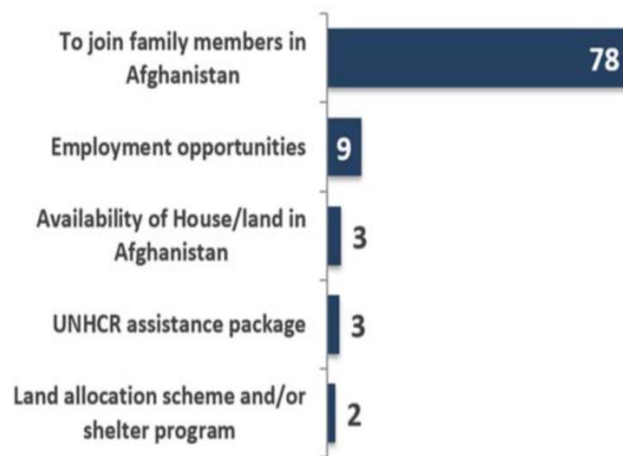 To join family members in
Afghanistan
78
Employment opportunities
9
Availability of House/land in
Afghanistan
3
UNHCR assistance package
3
Land allocation scheme and/or
shelter program
2